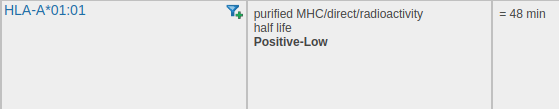 HLA-A*01:01
purified MHC/direct/radioactivity
half life
Positive-Low
= 48 min